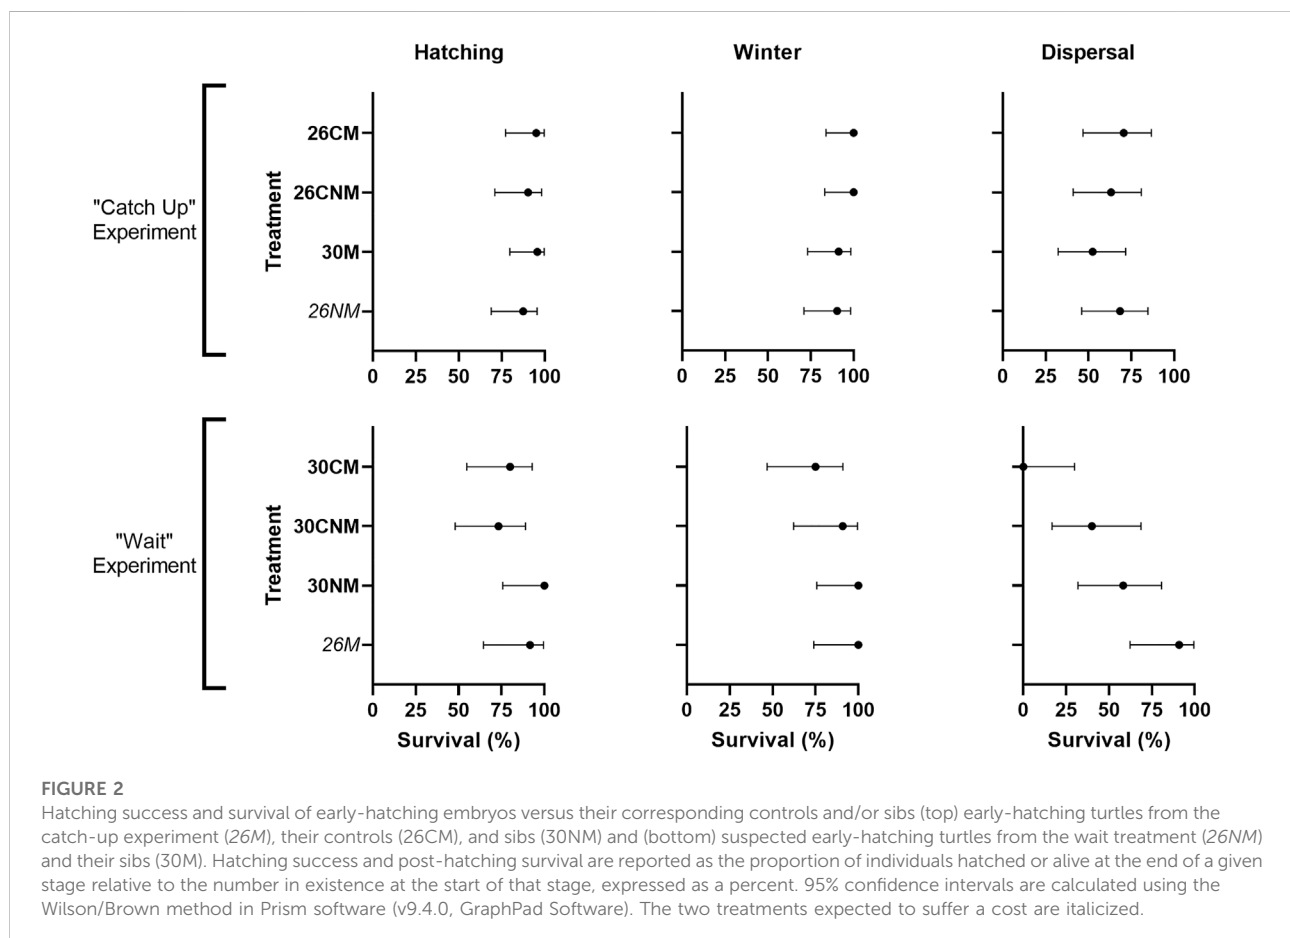 Hatching
Winter
Dispersal
"Catch Up"
Experiment
Treatment
26CM
26CNM
30M
26NM
0 25 50 75 100
0 25 50 75 100
0 25 50 75 100
"Wait"
Experiment
Treatment
30CM
30CNM
30NM
26M
0 25 50 75 100
0 25 50 75 100
0 25 50 75 100
Survival (%)
Survival (%)
Survival (%)
FIGURE 2
Hatching success and survival of early-hatching embryos versus their corresponding controls and/or sibs (top) early-hatching turtles from the
catch-up experiment (26M), their controls (26CM), and sibs (30NM) and (bottom) suspected early-hatching turtles from the wait treatment (26NM)
and their sibs (30M). Hatching success and post-hatching survival are reported as the proportion of individuals hatched or alive at the end of a given
stage relative to the number in existence at the start of that stage, expressed as a percent. 95% confidence intervals are calculated using the
Wilson/Brown method in Prism software (v9.4.0, GraphPad Software). The two treatments expected to suffer a cost are italicized.